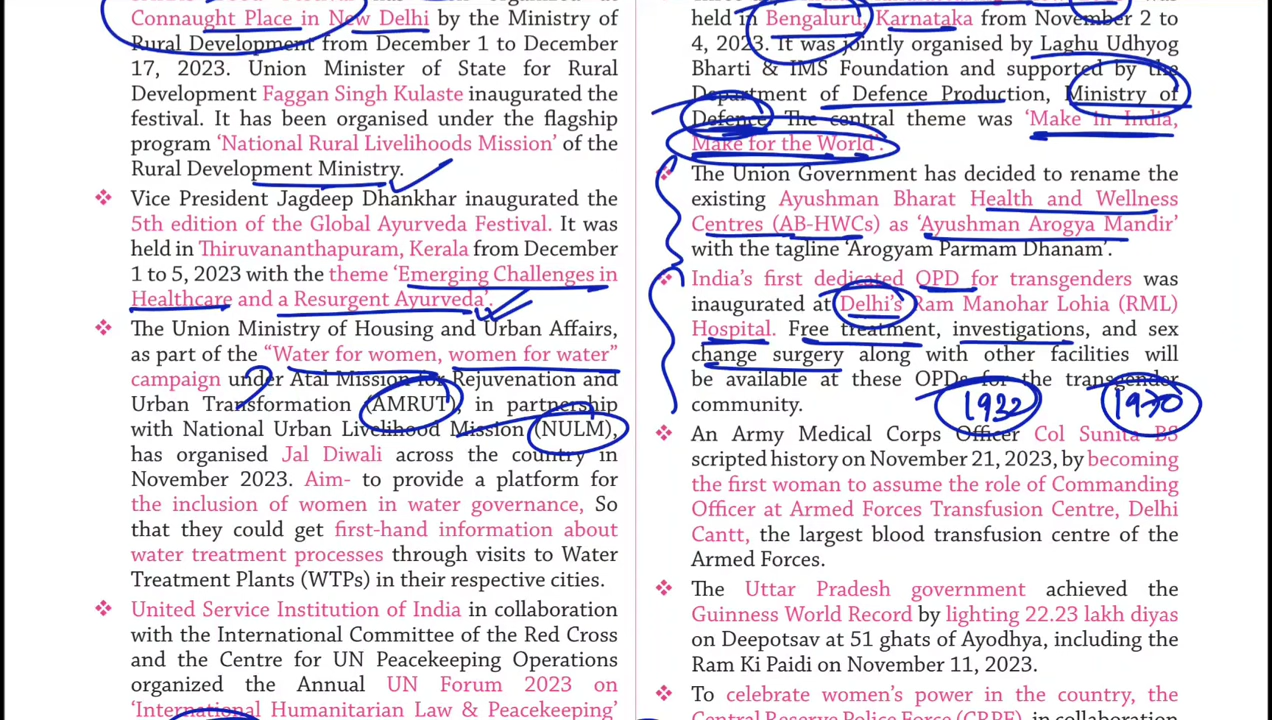 Connaught Place in New Delhi by the Ministry of
Rural Development from December 1 to December
17, 2023. Union Minister of State for Rural
Development Faggan Singh Kulaste inaugurated the
festival. It has been organised under the flagship
program 'National Rural Livelihoods Mission' of the
Rural Development Ministry.
❖ Vice President Jagdeep Dhankhar inaugurated the
5th edition of the Global Ayurveda Festival. It was
held in Thiruvananthapuram, Kerala from December
1 to 5, 2023 with the theme 'Emerging Challenges in
Healthcare and a Resurgent Ayurveda'.
❖ The Union Ministry of Housing and Urban Affairs,
as part of the "Water for women, women for water"
campaign under Atal Mission for Rejuvenation and
Urban Transformation (AMRUT), in partnership
with National Urban Livelihood Mission (NULM),
has organised Jal Diwali across the country in
November 2023. Aim- to provide a platform for
the inclusion of women in water governance, So
that they could get first-hand information about
water treatment processes through visits to Water
Treatment Plants (WTPs) in their respective cities.
❖ United Service Institution of India in collaboration
with the International Committee of the Red Cross
and the Centre for UN Peacekeeping Operations
organized the Annual UN Forum 2023 on
'International Humanitarian Law & Peacekeeping'
held in Bengaluru, Karnataka from November 2 to
4, 2023. It was jointly organised by Laghu Udhyog
Bharti & IMS Foundation and supported by the
Department of Defence Production, Ministry of
Defence. The central theme was 'Make in India,
Make for the World'.
❖ The Union Government has decided to rename the
existing Ayushman Bharat Health and Wellness
Centres (AB-HWCs) as 'Ayushman Arogya Mandir'
with the tagline 'Arogyam Parmam Dhanam'.
❖ India's first dedicated OPD for transgenders was
inaugurated at Delhi's Ram Manohar Lohia (RML)
Hospital. Free treatment, investigations, and sex
change surgery along with other facilities will
be available at these OPDs for the transgender
community.
1932 1970
❖ An Army Medical Corps Officer Col Sunita BS
scripted history on November 21, 2023, by becoming
the first woman to assume the role of Commanding
Officer at Armed Forces Transfusion Centre, Delhi
Cantt, the largest blood transfusion centre of the
Armed Forces.
❖ The Uttar Pradesh government achieved the
Guinness World Record by lighting 22.23 lakh diyas
on Deepotsav at 51 ghats of Ayodhya, including the
Ram Ki Paidi on November 11, 2023.
❖ To celebrate women's power in the country, the
Central Reserve Police Force (CRPF), in collaboration